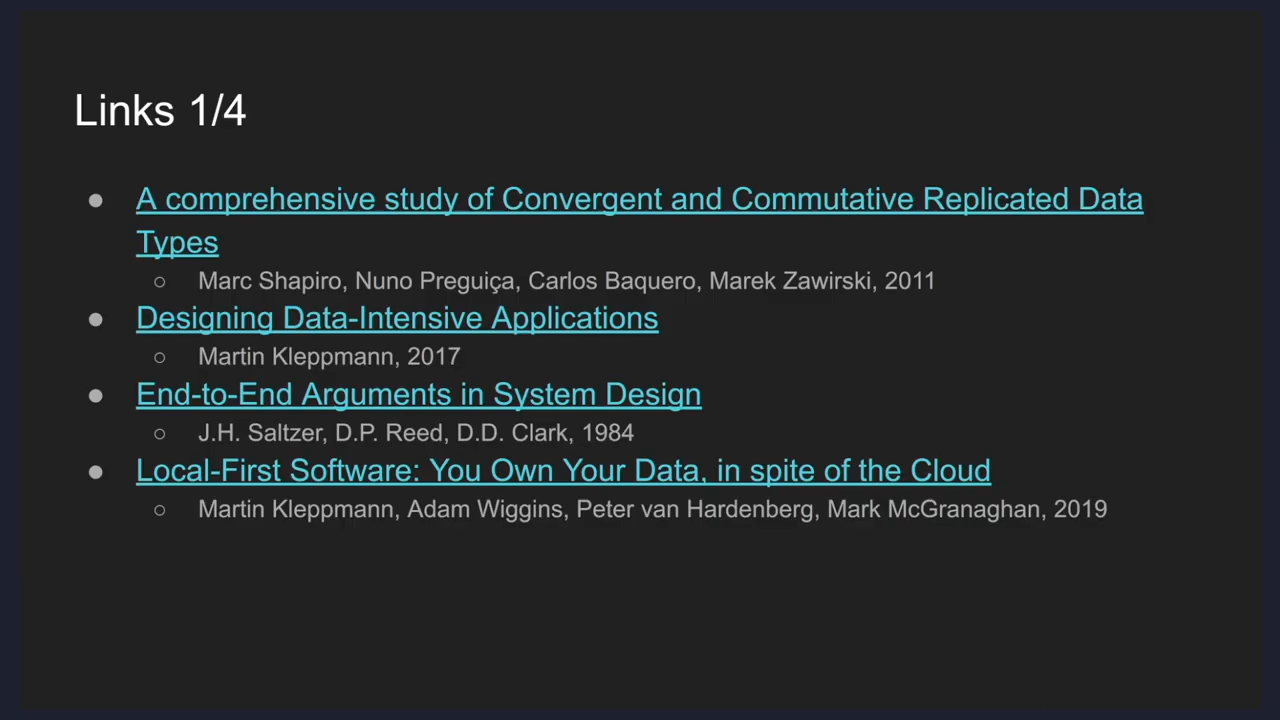 Links 1/4
● A comprehensive study of Convergent and Commutative Replicated Data
Types
○ Marc Shapiro, Nuno Preguiça, Carlos Baquero, Marek Zawirski, 2011
● Designing Data-Intensive Applications
○ Martin Kleppmann, 2017
● End-to-End Arguments in System Design
○ J.H. Saltzer, D.P. Reed, D.D. Clark, 1984
● Local-First Software: You Own Your Data, in spite of the Cloud
○ Martin Kleppmann, Adam Wiggins, Peter van Hardenberg, Mark McGranaghan, 2019